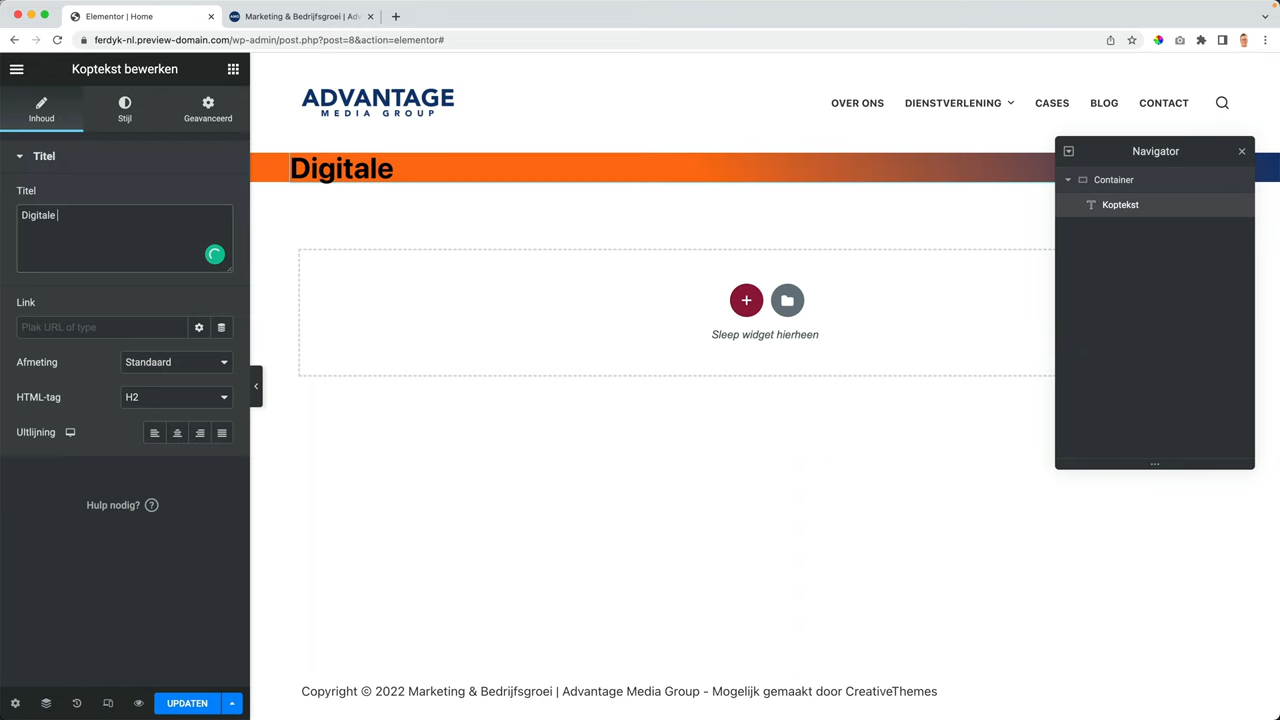 Elementor | Home
Marketing & Bedrijfsgroei | Adv
ferdyk-nl.preview-domain.com/wp-admin/post.php?post=8&action=elementor#
Koptekst bewerken
Inhoud
Stijl
Geavanceerd
Titel
Titel
Digitale
Link
Plak URL of type
Afmeting
Standaard
HTML-tag
H2
Uitlijning
Hulp nodig? ?
UPDATEN
ADVANTAGE
MEDIA GROUP
OVER ONS
DIENSTVERLENING
CASES
BLOG
CONTACT
Digitale
Sleep widget hierheen
Navigator
Container
Koptekst
Copyright © 2022 Marketing & Bedrijfsgroei | Advantage Media Group - Mogelijk gemaakt door CreativeThemes